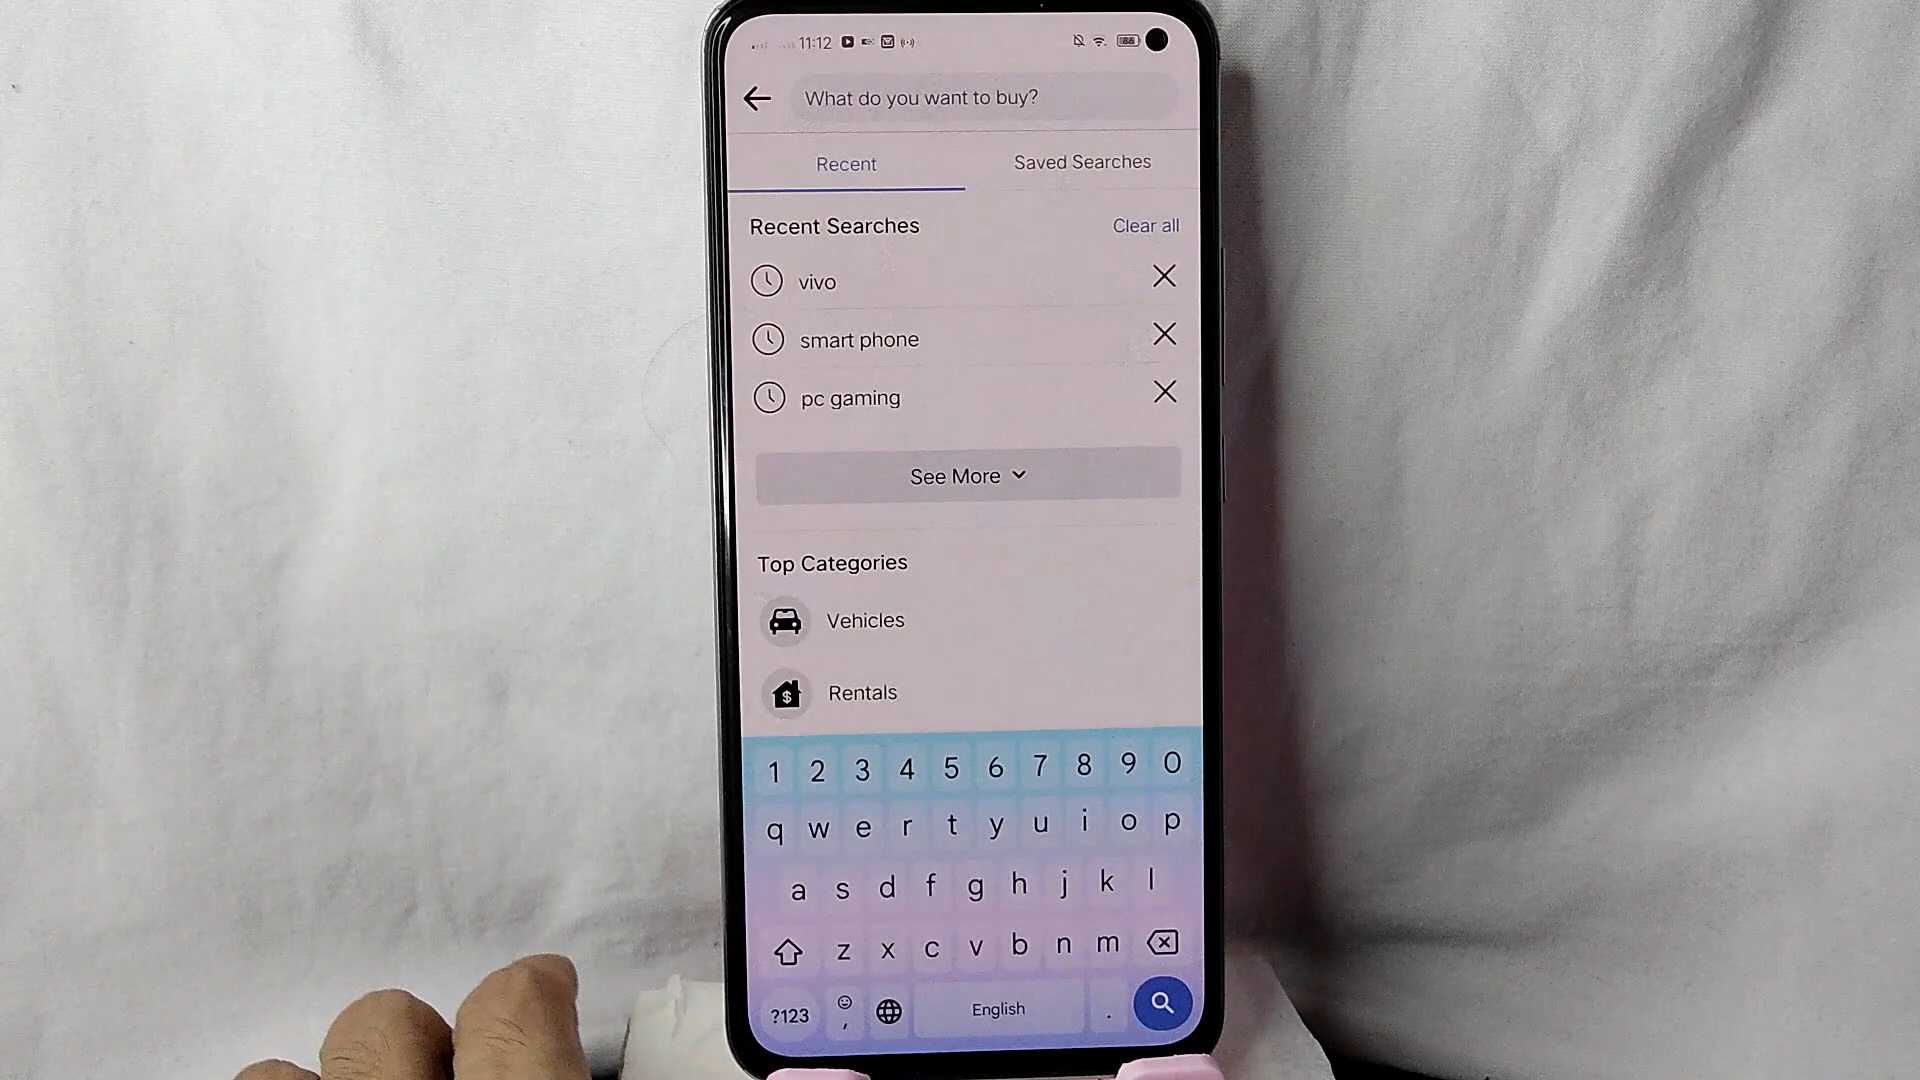 11:12 86
What do you want to buy?
Recent Saved Searches
Recent Searches Clear all
vivo
smart phone
pc gaming
See More
Top Categories
Vehicles
$ Rentals
1 2 3 4 5 6 7 8 9 0
q w e r t y u i o p
a s d f g h j k l
z x c v b n m
?123 , English .